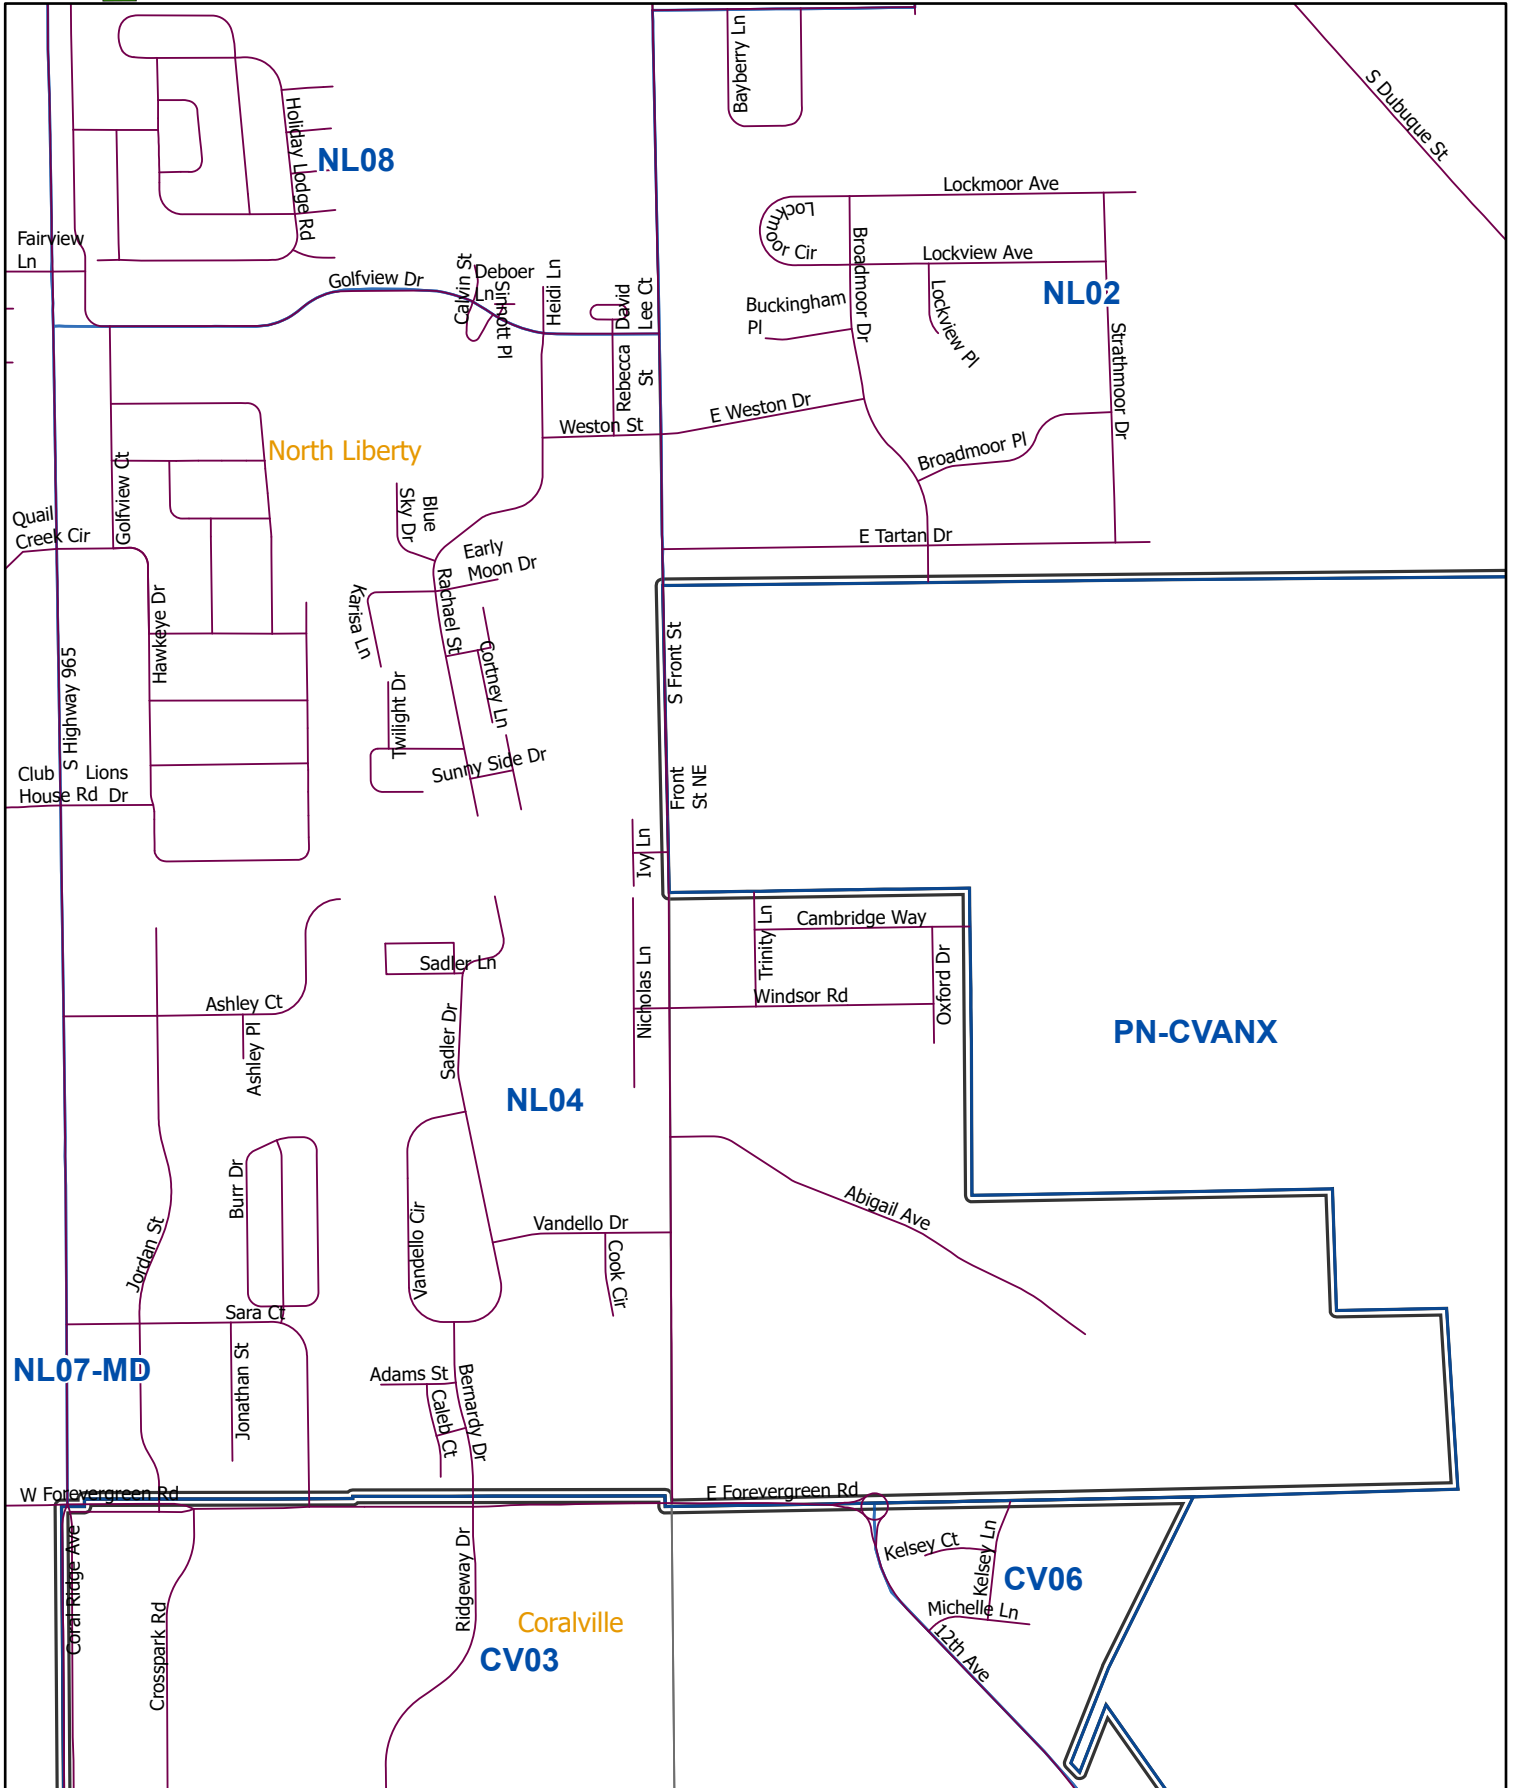 Bayberry Ln
S Dubuque St
Holiday Lodge Rd
NL08
Lockmoor Ave
Lockmoor Cir
Broadmoor Dr
Lockview Ave
Fairview
Ln
Golfview Dr
Calvin St
Deboer
Ln
Sinnott Pl
Heidi Ln
David
Lee Ct
Buckingham
Pl
Lockview Pl
NL02
Strathmoor Dr
Rebecca
St
Weston St
E Weston Dr
Broadmoor Pl
North Liberty
Golfview Ct
Quail
Creek Cir
Blue
Sky Dr
Early
Moon Dr
E Tartan Dr
Hawkeye Dr
Karisa Ln
Rachael St
Cortney Ln
S Front St
S Highway 965
Twilight Dr
Sunny Side Dr
Front
St NE
Club
House Rd
Lions
Dr
Ivy Ln
Trinity Ln
Cambridge Way
Sadler Ln
Nicholas Ln
Oxford Dr
Windsor Rd
Ashley Ct
Ashley Pl
Sadler Dr
PN-CVANX
NL04
Burr Dr
Jordan St
Vandello Cir
Vandello Dr
Cook Cir
Abigail Ave
Sara Ct
NL07-MD
Jonathan St
Adams St
Caleb Ct
Bernardy Dr
W Forevergreen Rd
E Forevergreen Rd
Coral Ridge Ave
Ridgeway Dr
Kelsey Ct
Kelsey Ln
CV06
Michelle Ln
12th Ave
Crosspark Rd
Coralville
CV03